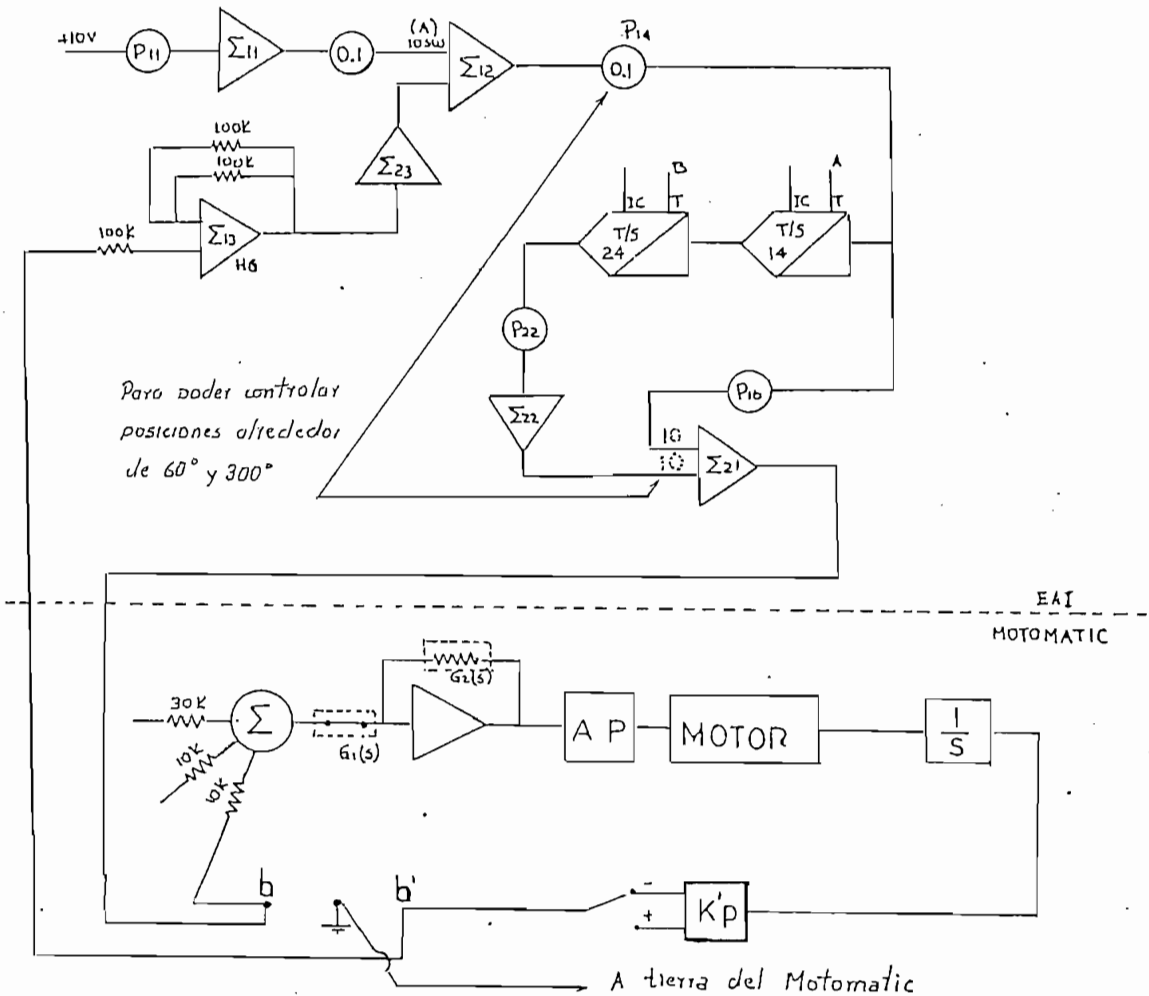 +10V
P11
Σ11
0.1
(A)
10SW
Σ12
P14
0.1
100K
100K
Σ23
100K
Σ13
HG
B
IC
T
T/S
24
A
IC
T
T/S
14
P22
Para poder controlar
posiciones alrededor
de 60° y 300°
Σ22
P16
10
10
Σ21
EAI
MOTOMATIC
30K
10K
10K
Σ
G1(s)
G2(s)
A P
MOTOR
1
S
b
b'
-
+
K'p
A tierra del Motomatic